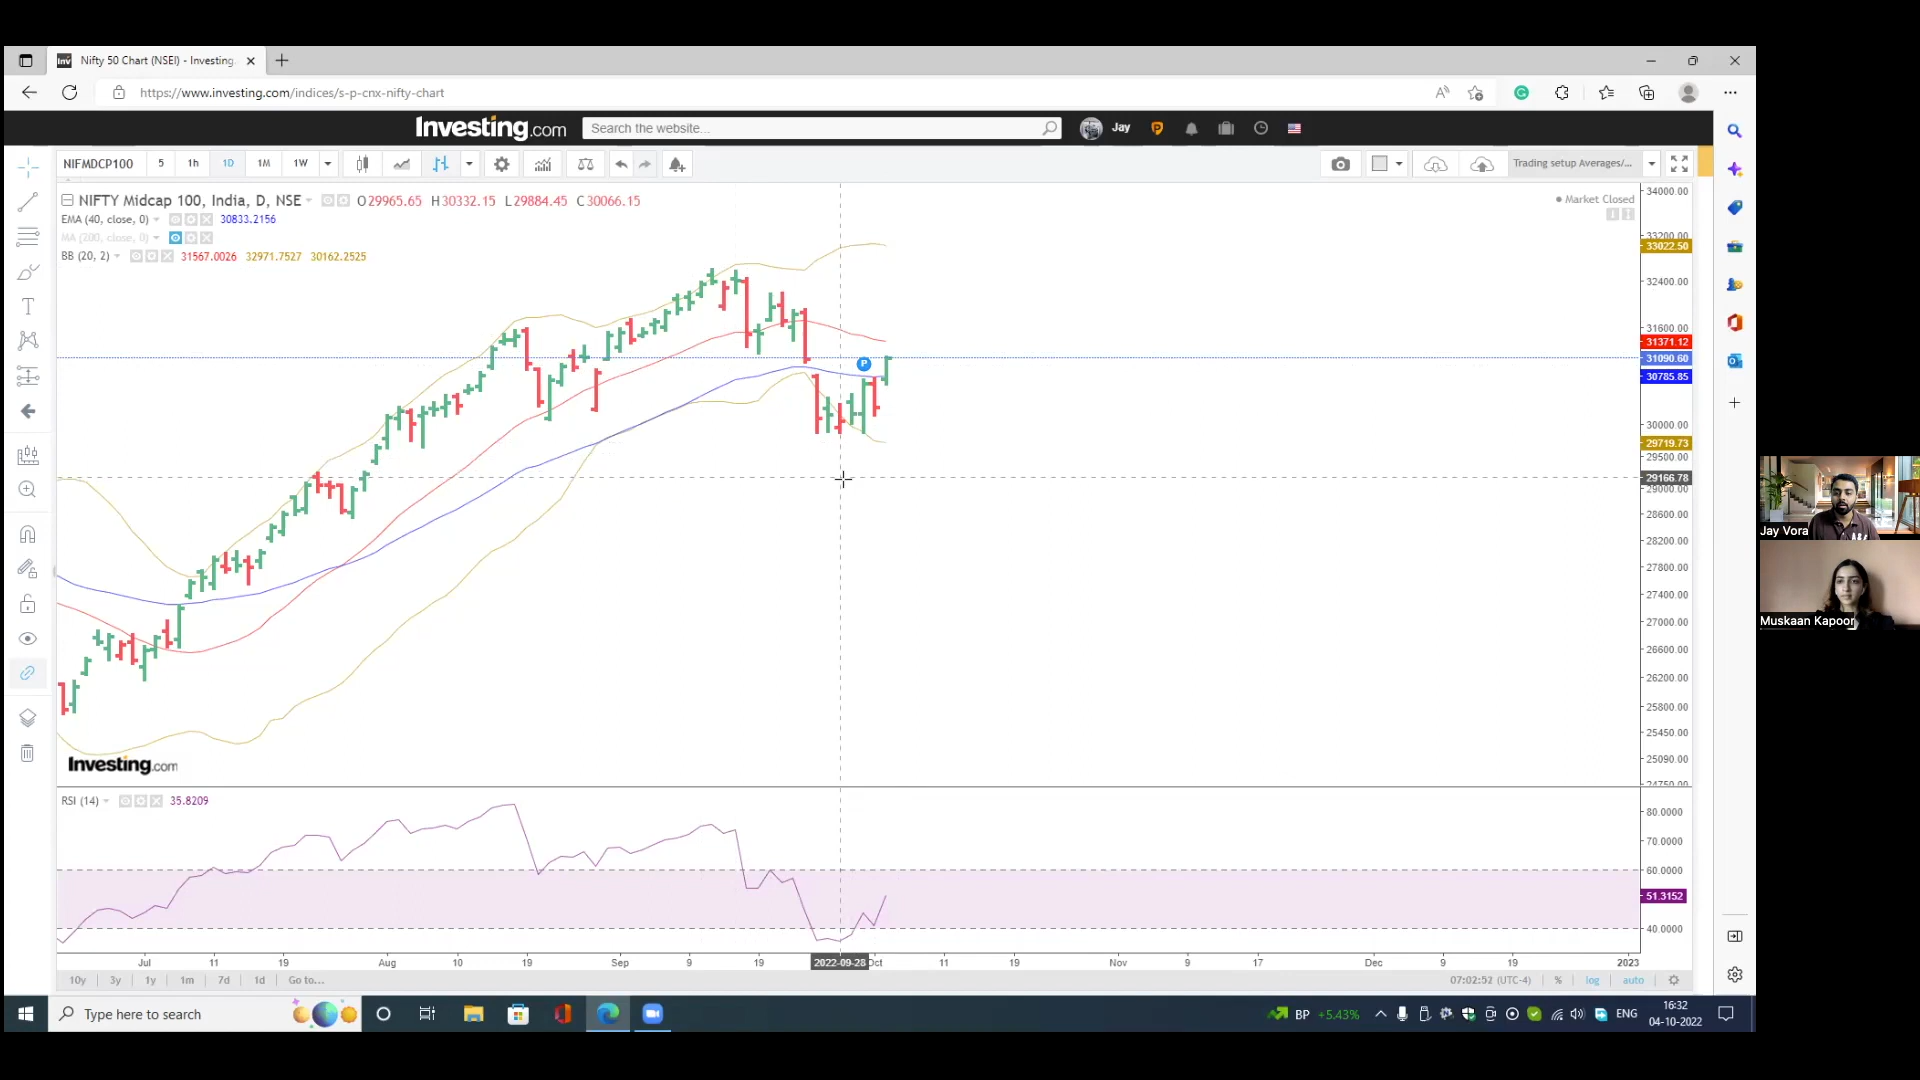 Nifty 50 Chart (NSEI) - Investing.
https://www.investing.com/indices/s-p-cnx-nifty-chart
Investing.com Search the website... Jay
NIFMDCP100 5 1h 1D 1M 1W Trading setup Averages/...
NIFTY Midcap 100, India, D, NSE O29965.65 H30332.15 L29884.45 C30066.15
Market Closed
EMA (40, close, 0) 30833.2156
MA (200, close, 0)
BB (20, 2) 31567.0026 32971.7527 30162.2525
34000.00
33200.00
33022.50
32400.00
31600.00
31371.12
31090.60
30785.85
30000.00
29719.73
29500.00
29166.78
29000.00
28600.00
28200.00
27800.00
27400.00
27000.00
26600.00
26200.00
25800.00
25450.00
25090.00
24750.00
P
Jay Vora
Muskaan Kapoor
Investing.com
RSI (14) 35.8209
80.0000
70.0000
60.0000
51.3152
40.0000
Jul 11 19 Aug 10 19 Sep 9 19 2022-09-28 Oct 11 19 Nov 9 17 Dec 9 19 2023
10y 3y 1y 1m 7d 1d Go to... 07:02:52 (UTC-4) % log auto
Type here to search BP +5.43% ENG 16:32
04-10-2022